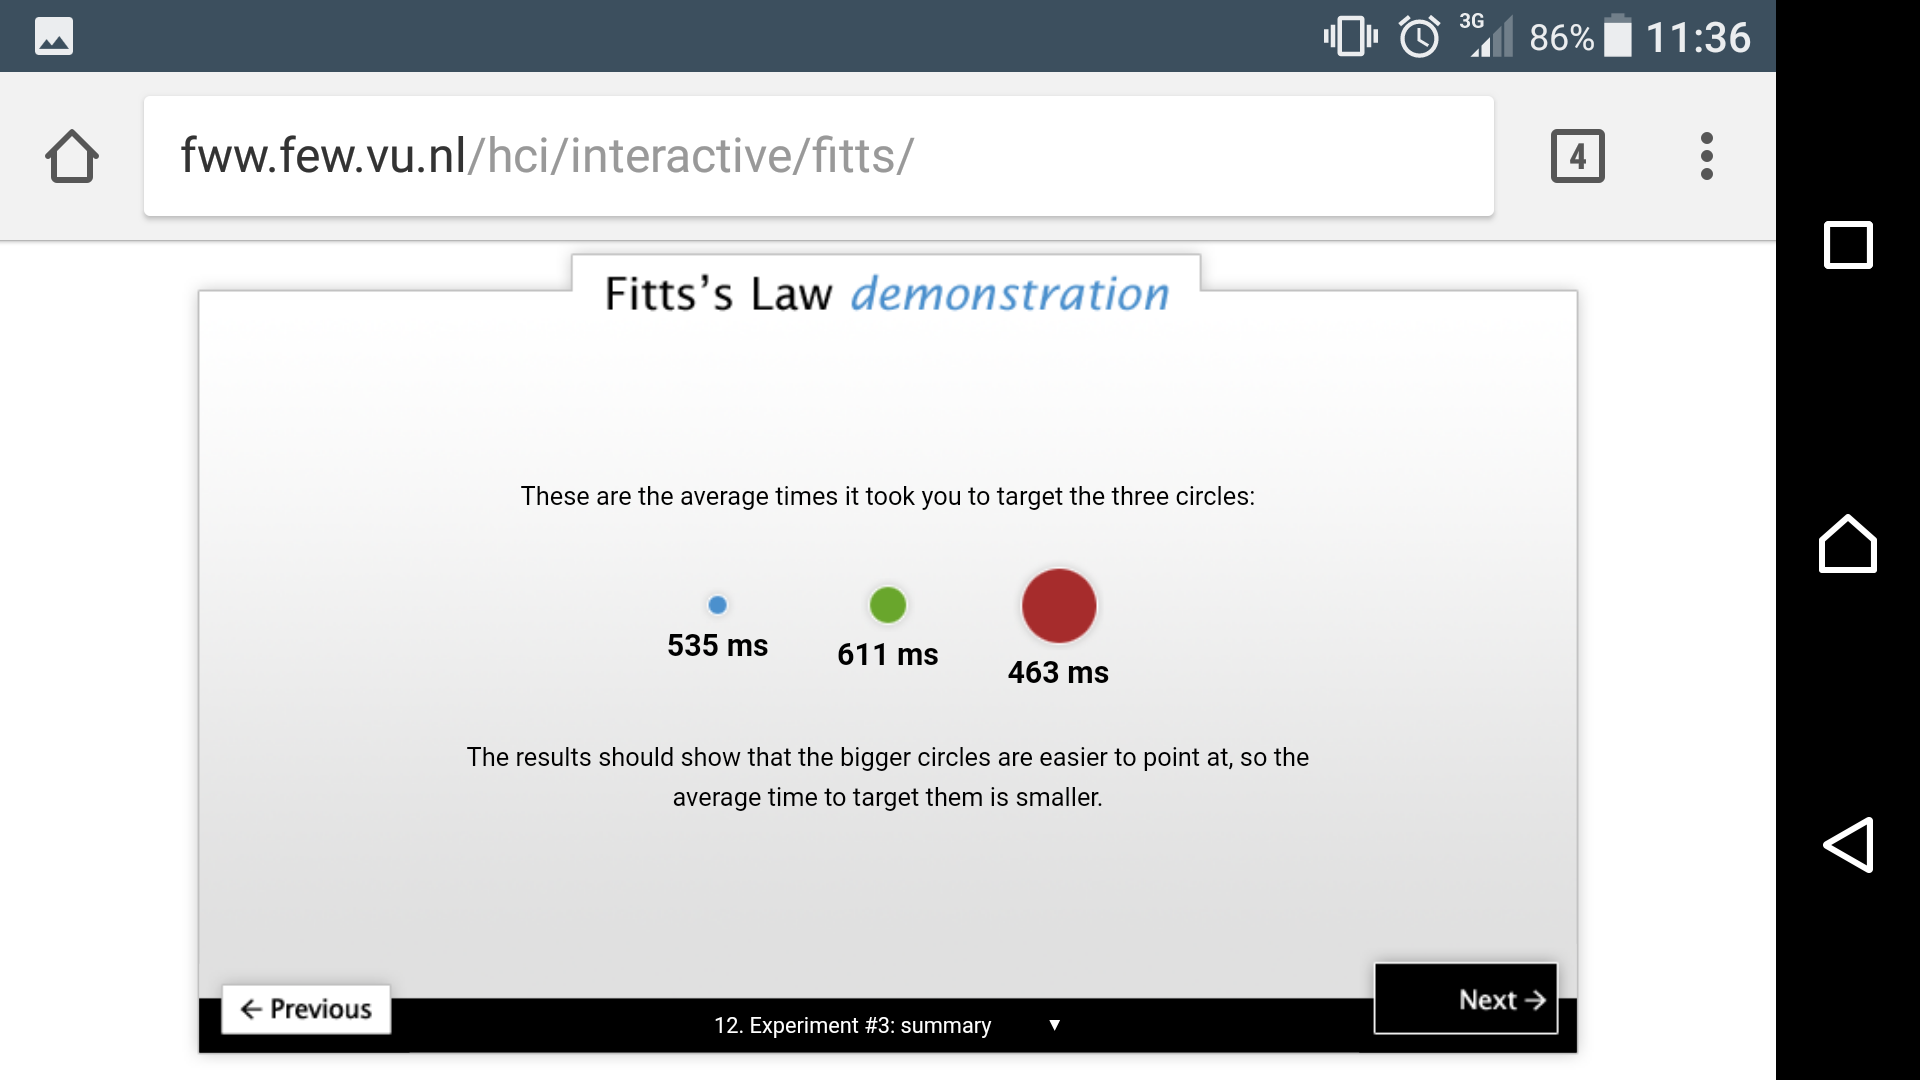 3G 86% 11:36
fww.few.vu.nl/hci/interactive/fitts/
4
Fitts's Law demonstration
These are the average times it took you to target the three circles:
535 ms
611 ms
463 ms
The results should show that the bigger circles are easier to point at, so the
average time to target them is smaller.
← Previous
12. Experiment #3: summary ▼
Next →